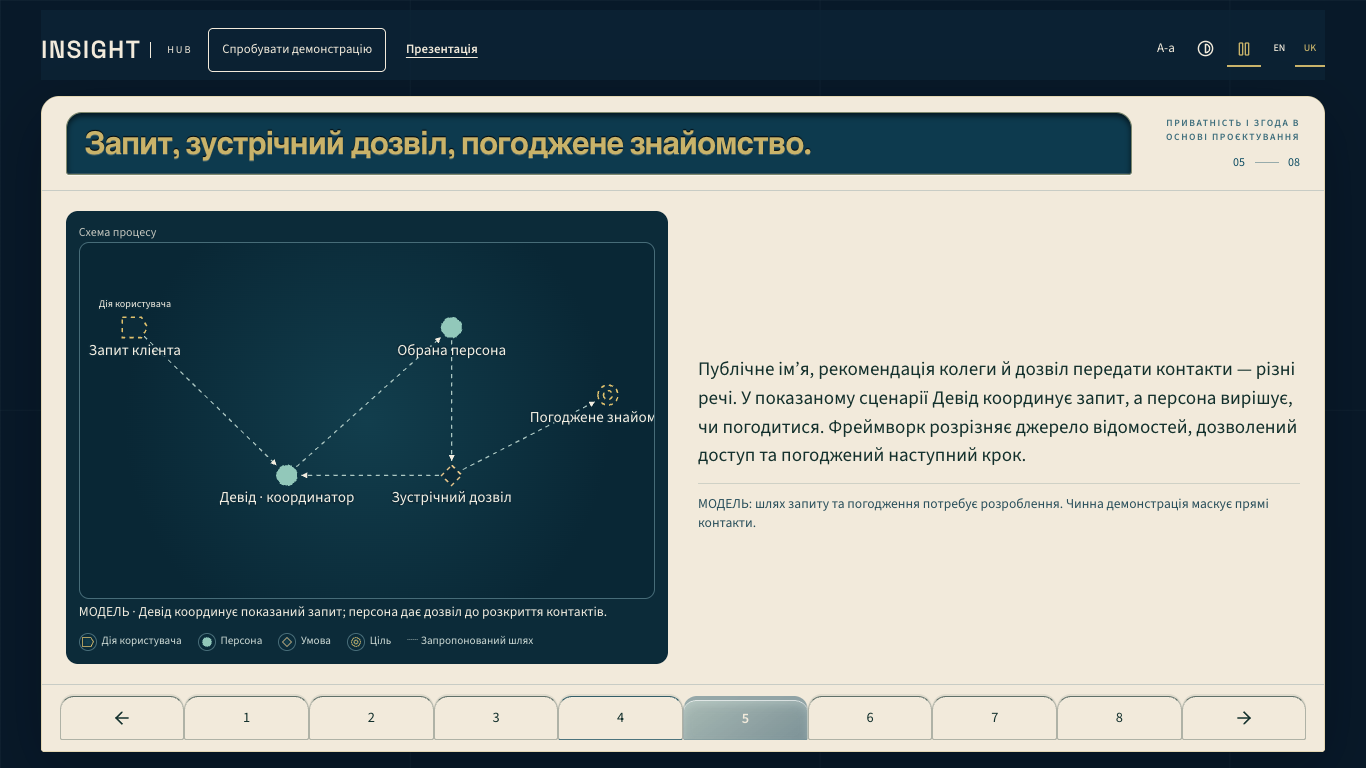 INSIGHT
HUB
Спробувати демонстрацію
Презентація
A-a
EN
UK
Запит, зустрічний дозвіл, погоджене знайомство.
ПРИВАТНІСТЬ І ЗГОДА В
ОСНОВІ ПРОЄКТУВАННЯ
05 08
Схема процесу
Дія користувача
Запит клієнта
Обрана персона
Погоджене знайом
Девід · координатор
Зустрічний дозвіл
МОДЕЛЬ · Девід координує показаний запит; персона дає дозвіл до розкриття контактів.
Дія користувача
Персона
Умова
Ціль
Запропонований шлях
Публічне ім’я, рекомендація колеги й дозвіл передати контакти — різні
речі. У показаному сценарії Девід координує запит, а персона вирішує,
чи погодитися. Фреймворк розрізняє джерело відомостей, дозволений
доступ та погоджений наступний крок.
МОДЕЛЬ: шлях запиту та погодження потребує розроблення. Чинна демонстрація маскує прямі
контакти.
1
2
3
4
5
6
7
8